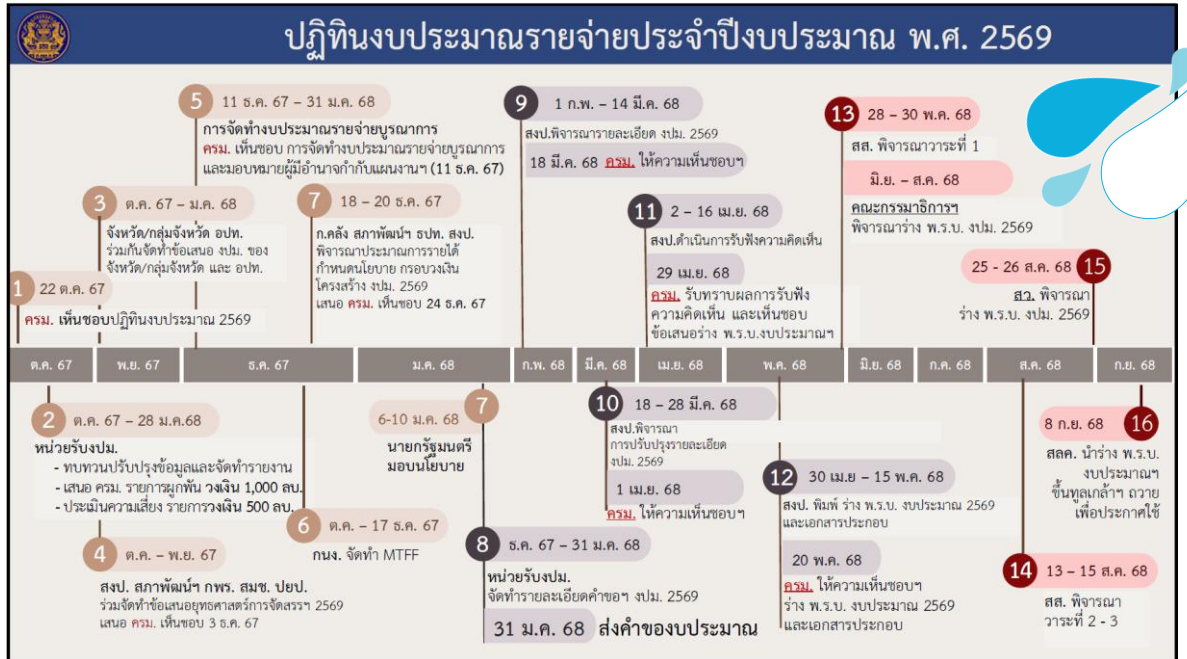 ปฏิทินงบประมาณรายจ่ายประจำปีงบประมาณ พ.ศ. 2569
1
22 ต.ค. 67
ครม. เห็นชอบปฏิทินงบประมาณ 2569
3
ต.ค. 67 – ม.ค. 68
จังหวัด/กลุ่มจังหวัด อปท.
ร่วมกันจัดทำข้อเสนอ งปม. ของ
จังหวัด/กลุ่มจังหวัด และ อปท.
5
11 ธ.ค. 67 – 31 ม.ค. 68
การจัดทำงบประมาณรายจ่ายบูรณาการ
ครม. เห็นชอบ การจัดทำงบประมาณรายจ่ายบูรณาการ
และมอบหมายผู้มีอำนาจกำกับแผนงานฯ (11 ธ.ค. 67)
7
18 – 20 ธ.ค. 67
ก.คลัง สภาพัฒน์ฯ ธปท. สงป.
พิจารณาประมาณการรายได้
กำหนดนโยบาย กรอบวงเงิน
โครงสร้าง งปม. 2569
เสนอ ครม. เห็นชอบ 24 ธ.ค. 67
9
1 ก.พ. – 14 มี.ค. 68
สงป.พิจารณารายละเอียด งปม. 2569
18 มี.ค. 68 ครม. ให้ความเห็นชอบฯ
11
2 – 16 เม.ย. 68
สงป.ดำเนินการรับฟังความคิดเห็น
29 เม.ย. 68
ครม. รับทราบผลการรับฟัง
ความคิดเห็น และเห็นชอบ
ข้อเสนอร่าง พ.ร.บ.งบประมาณฯ
13
28 – 30 พ.ค. 68
สส. พิจารณาวาระที่ 1
มิ.ย. – ส.ค. 68
คณะกรรมาธิการฯ
พิจารณาร่าง พ.ร.บ. งปม. 2569
25 - 26 ส.ค. 68
15
สว. พิจารณา
ร่าง พ.ร.บ. งปม. 2569
ต.ค. 67
พ.ย. 67
ธ.ค. 67
ม.ค. 68
ก.พ. 68
มี.ค. 68
เม.ย. 68
พ.ค. 68
มิ.ย. 68
ก.ค. 68
ส.ค. 68
ก.ย. 68
2
ต.ค. 67 – 28 ม.ค.68
หน่วยรับงปม.
- ทบทวนปรับปรุงข้อมูลและจัดทำรายงาน
- เสนอ ครม. รายการผูกพัน วงเงิน 1,000 ลบ.
- ประเมินความเสี่ยง รายการวงเงิน 500 ลบ.
4
ต.ค. – พ.ย. 67
สงป. สภาพัฒน์ฯ กพร. สมช. ปยป.
ร่วมจัดทำข้อเสนอยุทธศาสตร์การจัดสรรฯ 2569
เสนอ ครม. เห็นชอบ 3 ธ.ค. 67
6
ต.ค. – 17 ธ.ค. 67
กนง. จัดทำ MTFF
6-10 ม.ค. 68
7
นายกรัฐมนตรี
มอบนโยบาย
8
ธ.ค. 67 – 31 ม.ค. 68
หน่วยรับงปม.
จัดทำรายละเอียดคำขอฯ งปม. 2569
31 ม.ค. 68 ส่งคำของบประมาณ
10
18 – 28 มี.ค. 68
สงป.พิจารณา
การปรับปรุงรายละเอียด
งปม. 2569
1 เม.ย. 68
ครม. ให้ความเห็นชอบฯ
12
30 เม.ย – 15 พ.ค. 68
สงป. พิมพ์ ร่าง พ.ร.บ. งบประมาณ 2569
และเอกสารประกอบ
20 พ.ค. 68
ครม. ให้ความเห็นชอบฯ
ร่าง พ.ร.บ. งบประมาณ 2569
และเอกสารประกอบ
14
13 – 15 ส.ค. 68
สส. พิจารณา
วาระที่ 2 - 3
8 ก.ย. 68
16
สลค. นำร่าง พ.ร.บ.
งบประมาณฯ
ขึ้นทูลเกล้าฯ ถวาย
เพื่อประกาศใช้